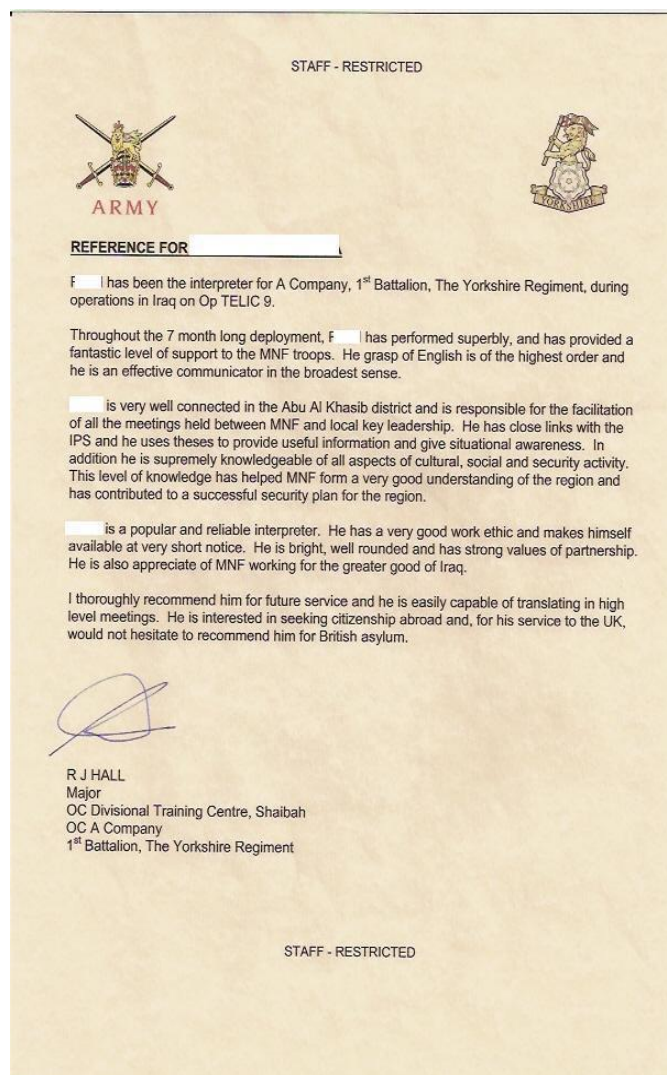 STAFF - RESTRICTED
ARMY
YORKSHIRE
REFERENCE FOR
has been the interpreter for A Company, 1st Battalion, The Yorkshire Regiment, during
operations in Iraq on Op TELIC 9.
Throughout the 7 month long deployment, has performed superbly, and has provided a
fantastic level of support to the MNF troops. He grasp of English is of the highest order and
he is an effective communicator in the broadest sense.
is very well connected in the Abu Al Khasib district and is responsible for the facilitation
of all the meetings held between MNF and local key leadership. He has close links with the
IPS and he uses theses to provide useful information and give situational awareness. In
addition he is supremely knowledgeable of all aspects of cultural, social and security activity.
This level of knowledge has helped MNF form a very good understanding of the region and
has contributed to a successful security plan for the region.
is a popular and reliable interpreter. He has a very good work ethic and makes himself
available at very short notice. He is bright, well rounded and has strong values of partnership.
He is also appreciate of MNF working for the greater good of Iraq.
I thoroughly recommend him for future service and he is easily capable of translating in high
level meetings. He is interested in seeking citizenship abroad and, for his service to the UK,
would not hesitate to recommend him for British asylum.
R J HALL
Major
OC Divisional Training Centre, Shaibah
OC A Company
1st Battalion, The Yorkshire Regiment
STAFF - RESTRICTED